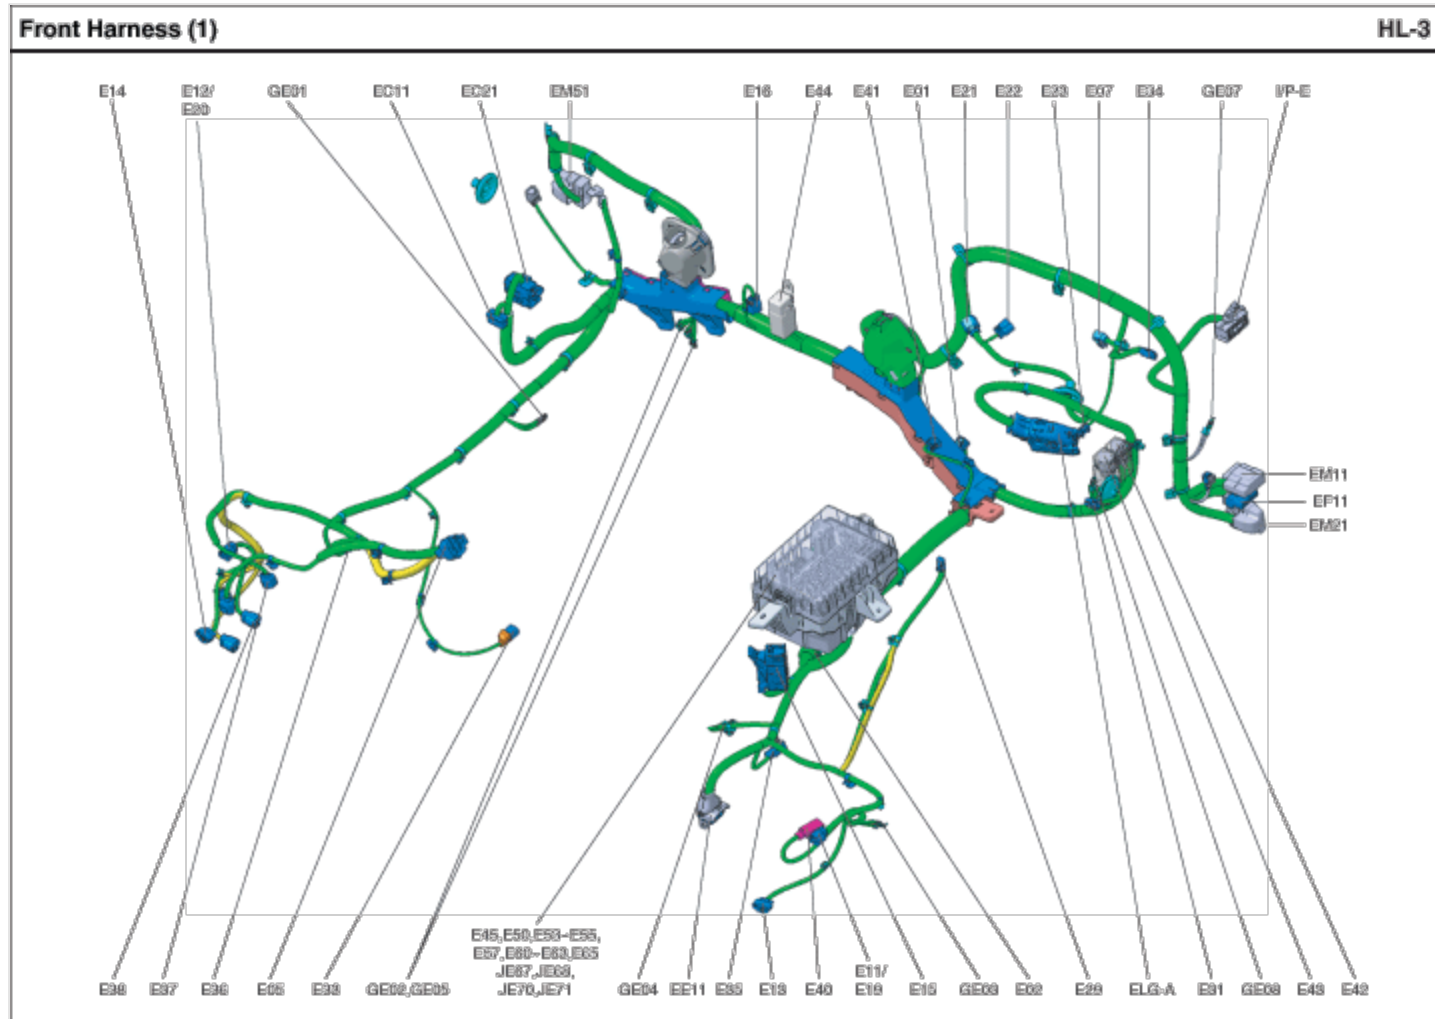 Front Harness (1)
HL-3
E14
E12/
E20
GE01
EC11
EC21
EM51
E16
E44
E41
E01
E21
E22
E23
E07
E34
GE07
I/P-E
EM11
EF11
EM21
E45,E50,E53~E55,
E57,E60~E63,E65
JE67,JE68,
JE70,JE71
E38
E37
E36
E05
E33
GE02,GE05
GE04
EE11
E35
E13
E40
E11/
E19
E15
GE03
E02
E29
ELG-A
E31
GE08
E43
E42